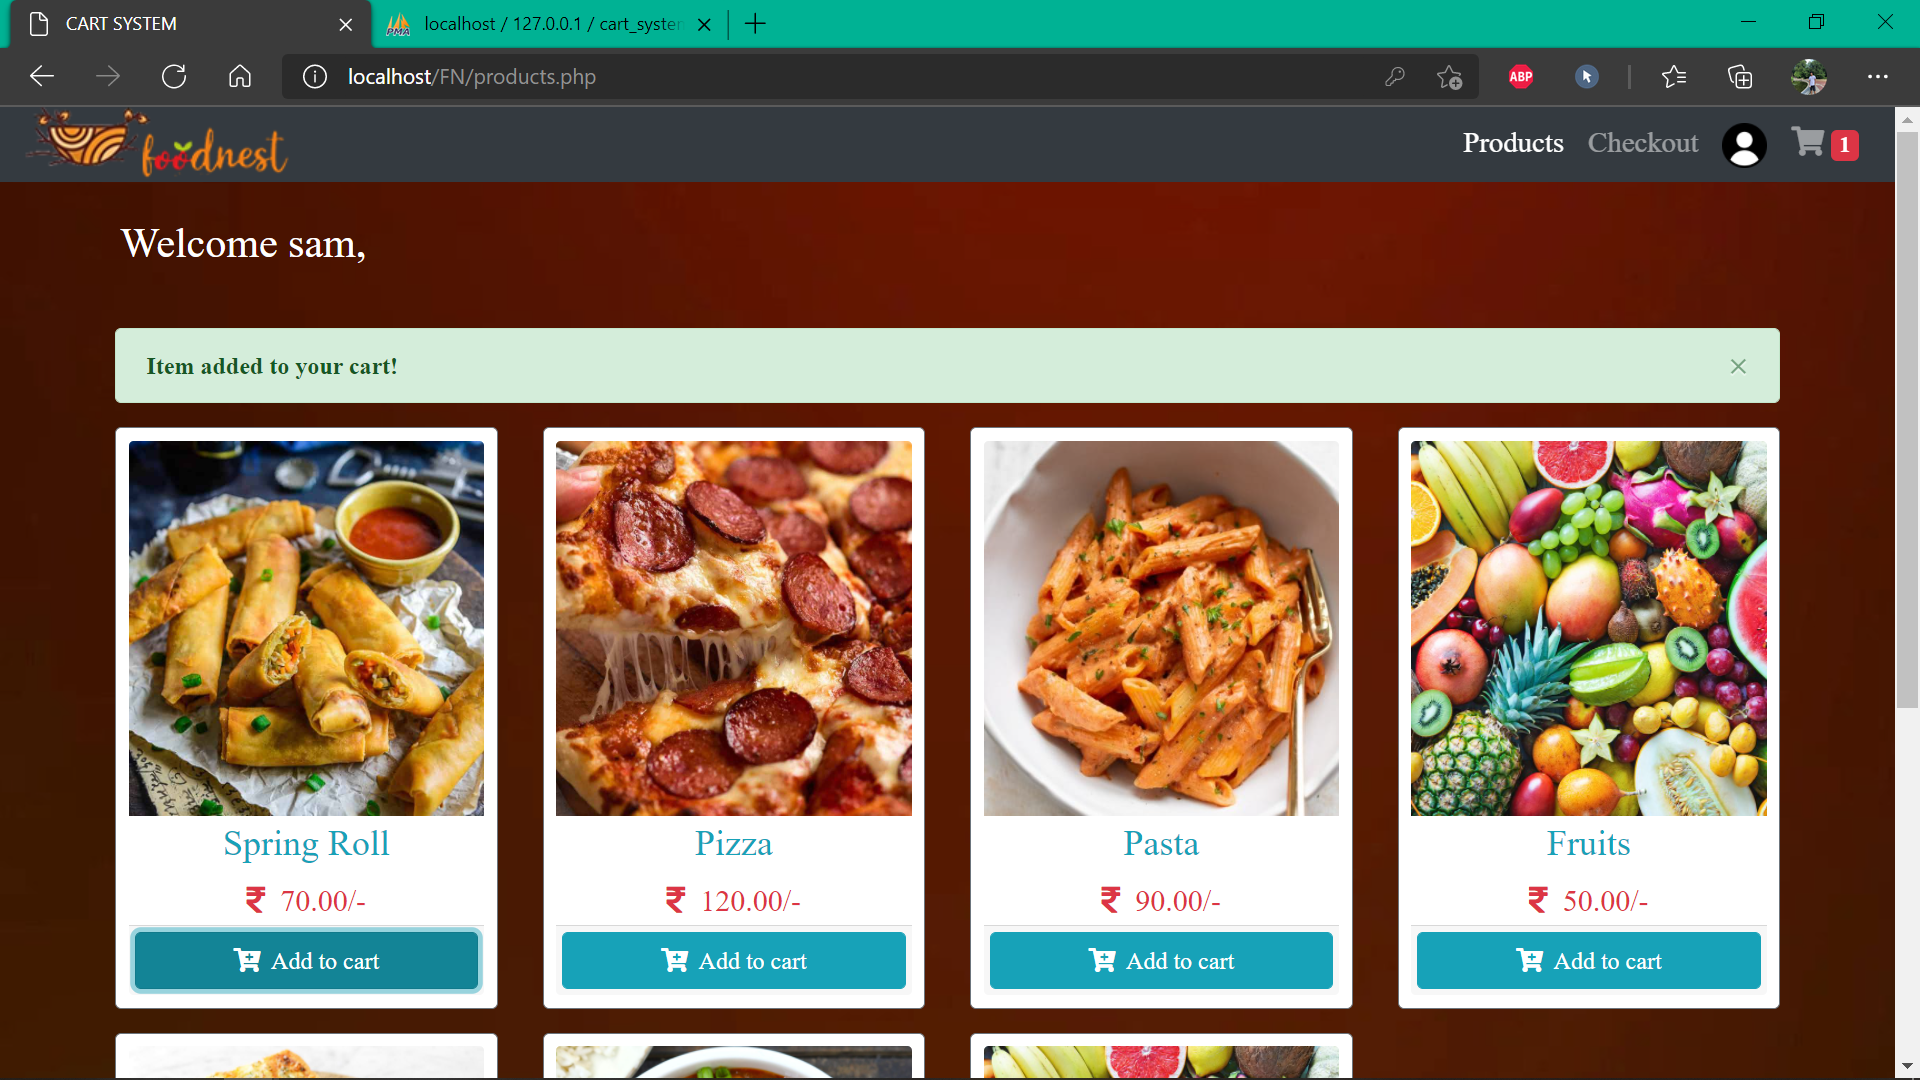 CART SYSTEM
localhost / 127.0.0.1 / cart_system
PMA
localhost/FN/products.php
ABP
foodnest
Products
Checkout
1
Welcome sam,
Item added to your cart!
×
Spring Roll
Pizza
Pasta
Fruits
₹ 70.00/-
₹ 120.00/-
₹ 90.00/-
₹ 50.00/-
Add to cart
Add to cart
Add to cart
Add to cart